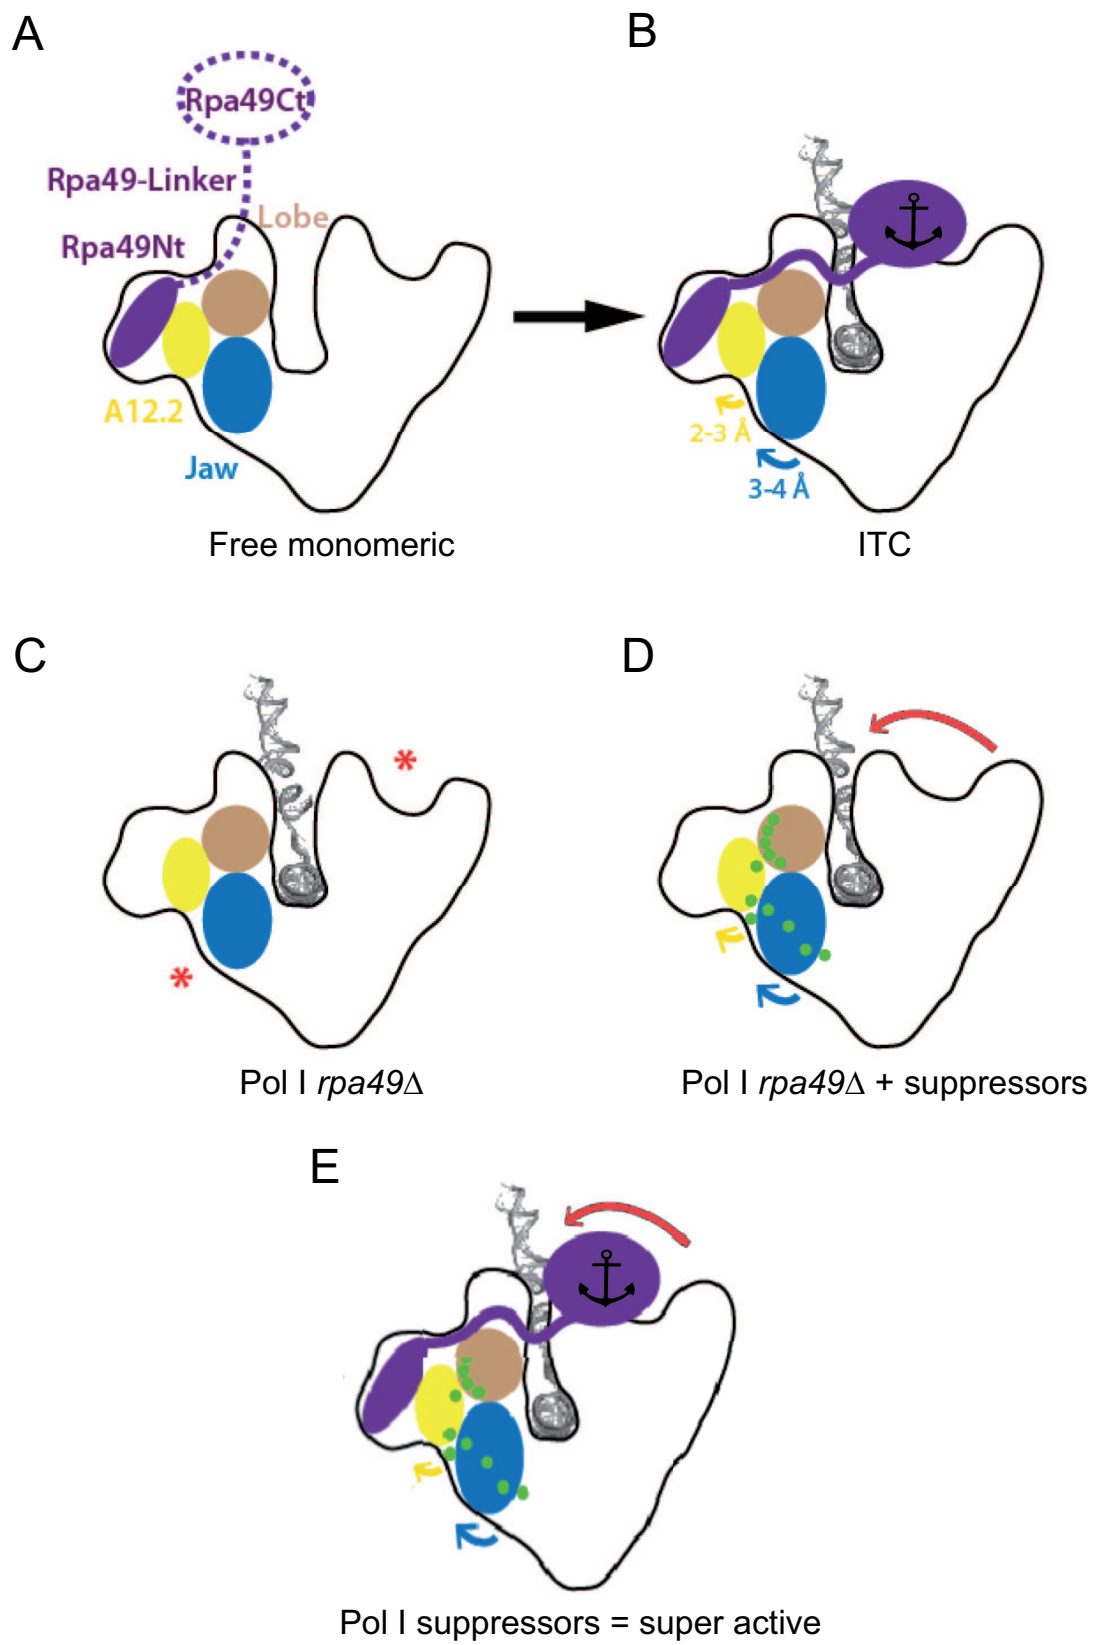 A
B
Rpa49Ct
Rpa49-Linker
Lobe
Rpa49Nt
A12.2
2-3 Å
Jaw
3-4 Å
Free monomeric
ITC
C
D
*
*
Pol I rpa49Δ
Pol I rpa49Δ + suppressors
E
Pol I suppressors = super active